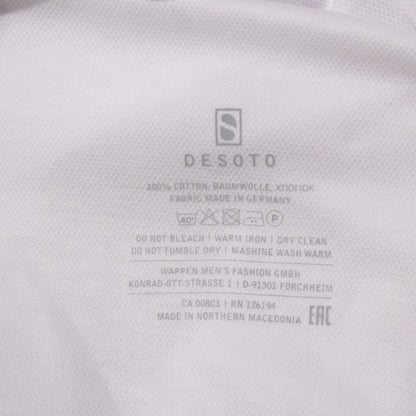 S
DESOTO
100% COTTON, BAUMWOLLE, ХЛОПОК
FABRIC MADE IN GERMANY
40° P
DO NOT BLEACH | WARM IRON | DRY CLEAN
DO NOT TUMBLE DRY | MASHINE WASH WARM
WAPPEN MEN'S FASHION GMBH
KONRAD-OTT-STRASSE 1 | D-91301 FORCHHEIM
CA 00803 | RN 126194
MADE IN NORTHERN MACEDONIA EAC